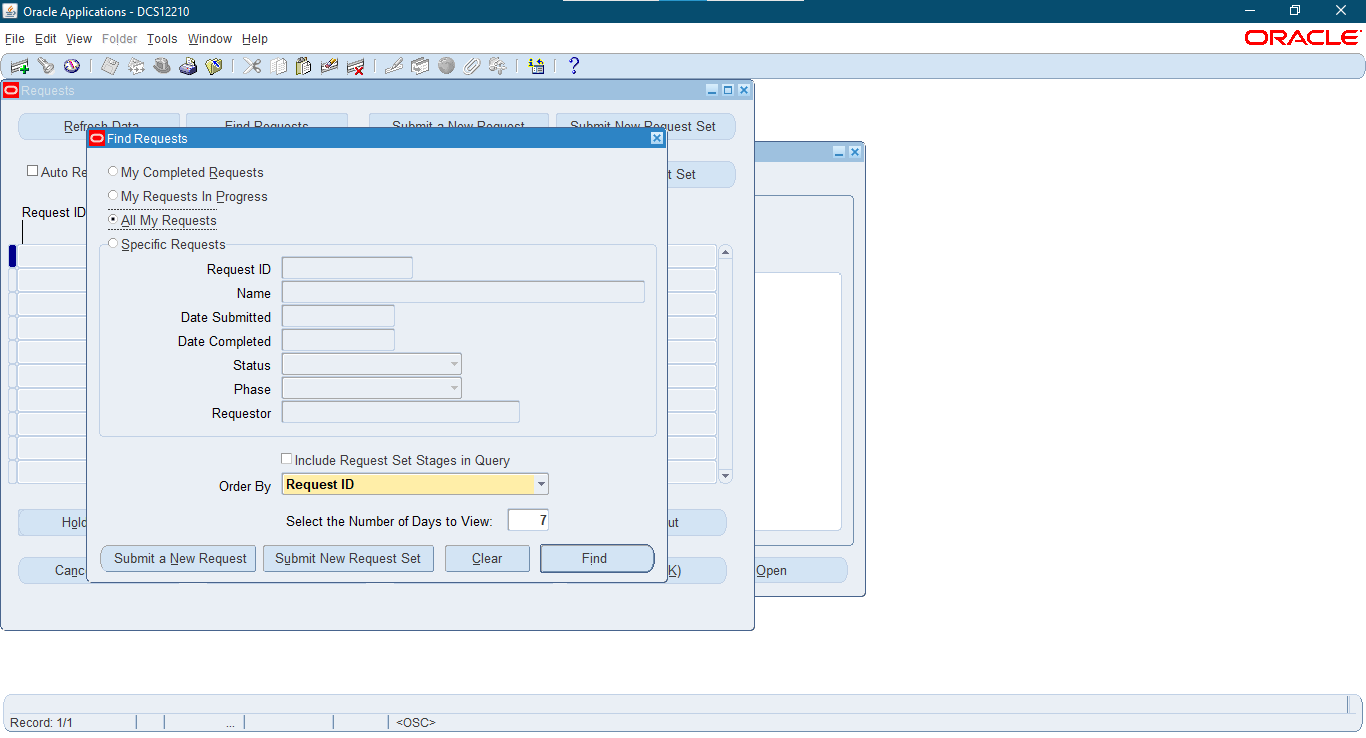 Oracle Applications - DCS12210
File Edit View Folder Tools Window Help
ORACLE
Requests
Refresh Data Find Requests Submit a New Request Submit New Request Set
Find Requests
My Completed Requests
Auto Re t Set
My Requests In Progress
Request ID
All My Requests
Specific Requests
Request ID
Name
Date Submitted
Date Completed
Status
Phase
Requestor
Include Request Set Stages in Query
Order By Request ID
Select the Number of Days to View: 7
Hold ut
Submit a New Request Submit New Request Set Clear Find
Canc K) Open
Record: 1/1 ... <OSC>